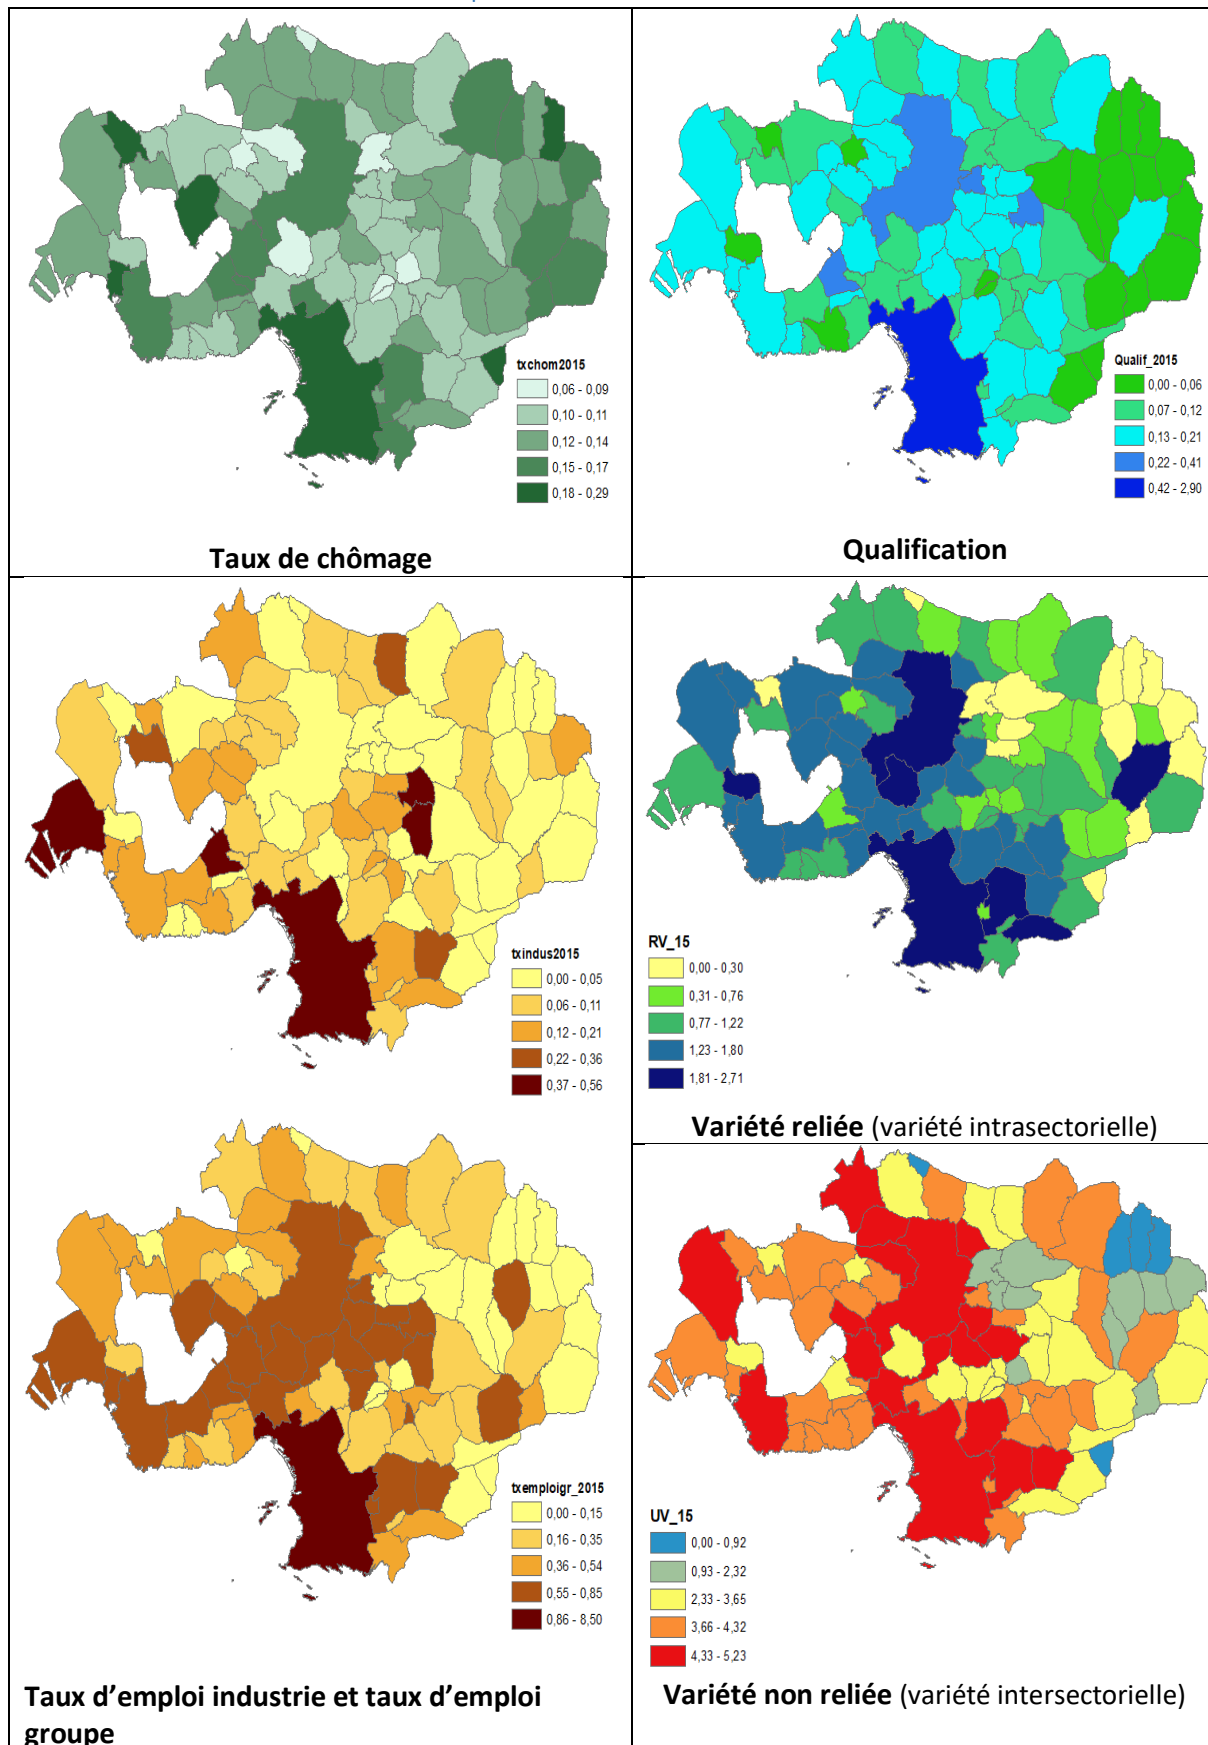 txchom2015
0,06 - 0,09
0,10 - 0,11
0,12 - 0,14
0,15 - 0,17
0,18 - 0,29
Taux de chômage
Qualif_2015
0,00 - 0,06
0,07 - 0,12
0,13 - 0,21
0,22 - 0,41
0,42 - 2,90
Qualification
txindus2015
0,00 - 0,05
0,06 - 0,11
0,12 - 0,21
0,22 - 0,36
0,37 - 0,56
txemploigr_2015
0,00 - 0,15
0,16 - 0,35
0,36 - 0,54
0,55 - 0,85
0,86 - 8,50
Taux d’emploi industrie et taux d’emploi
groupe
RV_15
0,00 - 0,30
0,31 - 0,76
0,77 - 1,22
1,23 - 1,80
1,81 - 2,71
Variété reliée (variété intrasectorielle)
UV_15
0,00 - 0,92
0,93 - 2,32
2,33 - 3,65
3,66 - 4,32
4,33 - 5,23
Variété non reliée (variété intersectorielle)